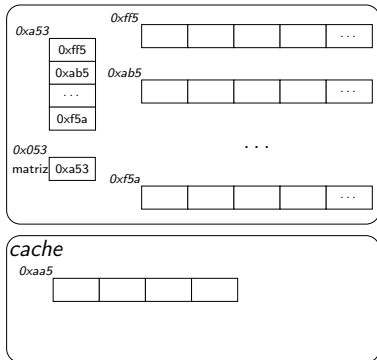 0xa53
0xff5
0xab5
...
0xf5a
0x053
matriz 0xa53
0xff5
...
0xab5
...
...
0xf5a
...
cache
0xaa5